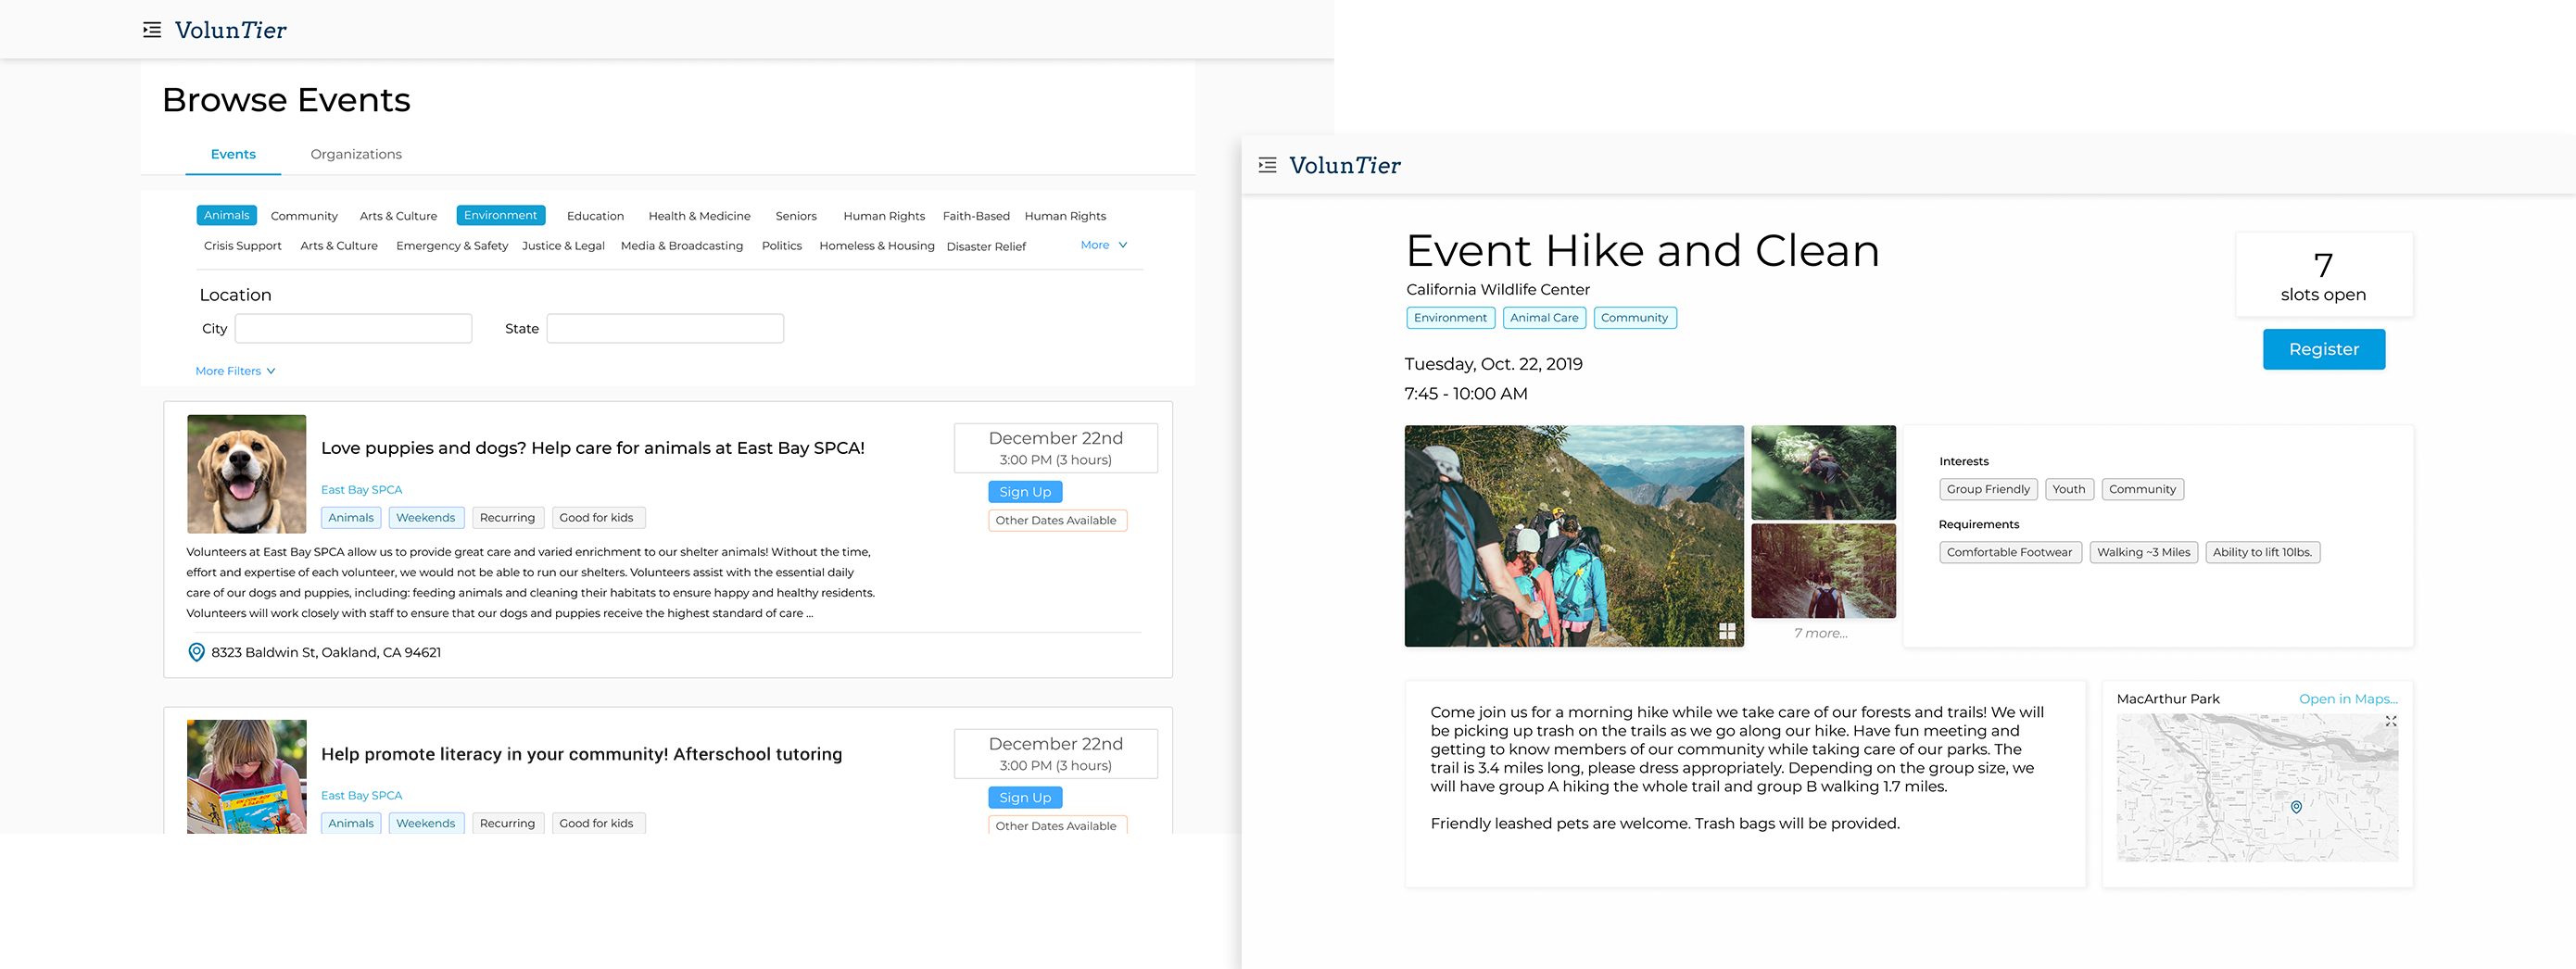 VolunTier
Browse Events
Events Organizations
Animals Community Arts & Culture Environment Education Health & Medicine Seniors Human Rights Faith-Based Human Rights
Crisis Support Arts & Culture Emergency & Safety Justice & Legal Media & Broadcasting Politics Homeless & Housing Disaster Relief More
Location
City State
More Filters
Love puppies and dogs? Help care for animals at East Bay SPCA!
East Bay SPCA
Animals Weekends Recurring Good for kids
December 22nd
3:00 PM (3 hours)
Sign Up
Other Dates Available
Volunteers at East Bay SPCA allow us to provide great care and varied enrichment to our shelter animals! Without the time,
effort and expertise of each volunteer, we would not be able to run our shelters. Volunteers assist with the essential daily
care of our dogs and puppies, including: feeding animals and cleaning their habitats to ensure happy and healthy residents.
Volunteers will work closely with staff to ensure that our dogs and puppies receive the highest standard of care ...
8323 Baldwin St, Oakland, CA 94621
Help promote literacy in your community! Afterschool tutoring
East Bay SPCA
Animals Weekends Recurring Good for kids
December 22nd
3:00 PM (3 hours)
Sign Up
Other Dates Available
VolunTier
Event Hike and Clean
California Wildlife Center
Environment Animal Care Community
Tuesday, Oct. 22, 2019
7:45 - 10:00 AM
7
slots open
Register
7 more...
Interests
Group Friendly Youth Community
Requirements
Comfortable Footwear Walking ~3 Miles Ability to lift 10lbs.
Come join us for a morning hike while we take care of our forests and trails! We will
be picking up trash on the trails as we go along our hike. Have fun meeting and
getting to know members of our community while taking care of our parks. The
trail is 3.4 miles long, please dress appropriately. Depending on the group size, we
will have group A hiking the whole trail and group B walking 1.7 miles.
Friendly leashed pets are welcome. Trash bags will be provided.
MacArthur Park Open in Maps...